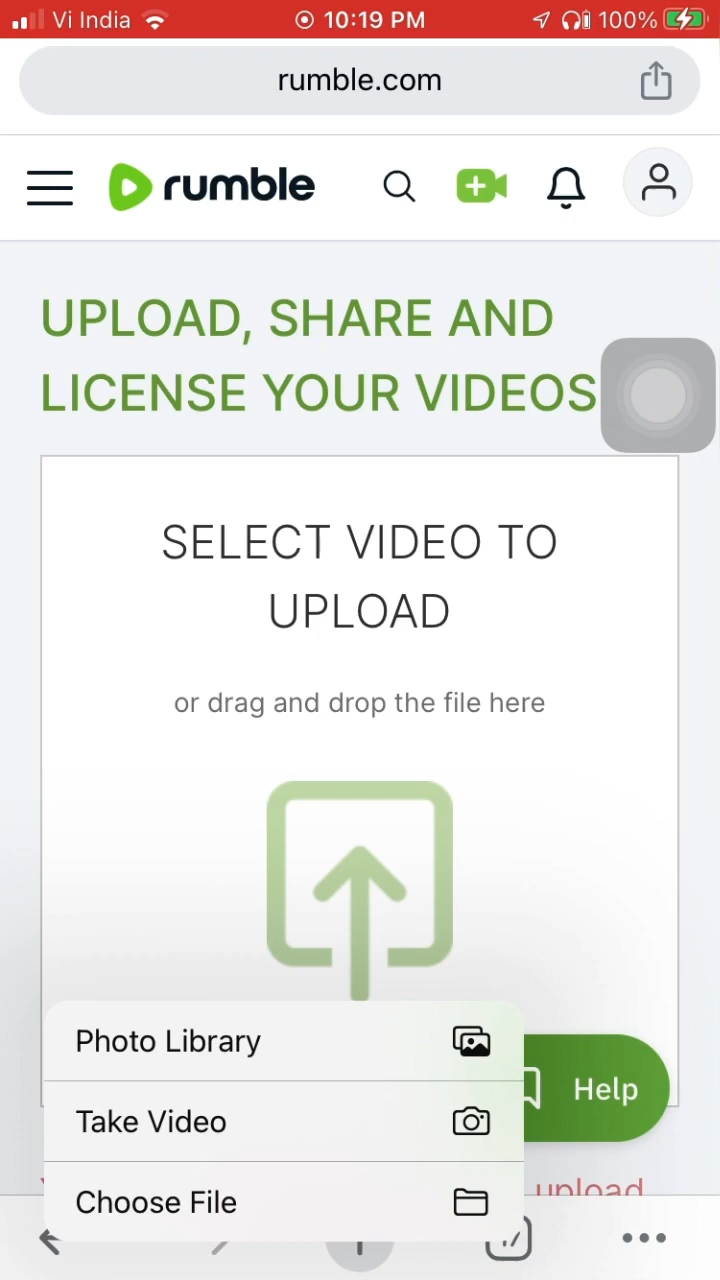 Vi India 10:19 PM 100%
rumble.com
rumble
UPLOAD, SHARE AND
LICENSE YOUR VIDEOS
SELECT VIDEO TO
UPLOAD
or drag and drop the file here
Photo Library
Help
Take Video
upload
Choose File